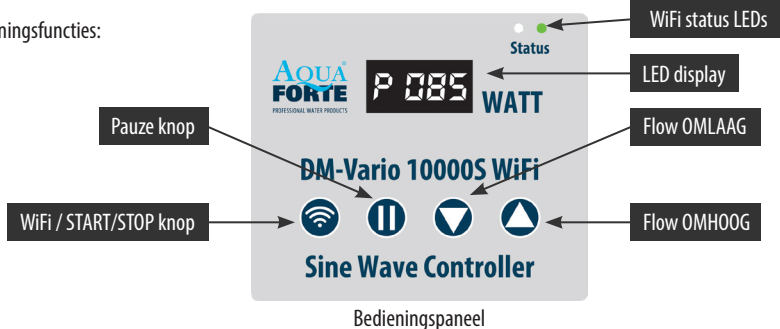 ningsfuncties:
WiFi status LEDs
Status
LED display
AQUA
FORTE
PROFESSIONAL WATER PRODUCTS
P 085
WATT
Pauze knop
Flow OMLAAG
DM-Vario 10000S WiFi
WiFi / START/STOP knop
Flow OMHOOG
Sine Wave Controller
Bedieningspaneel